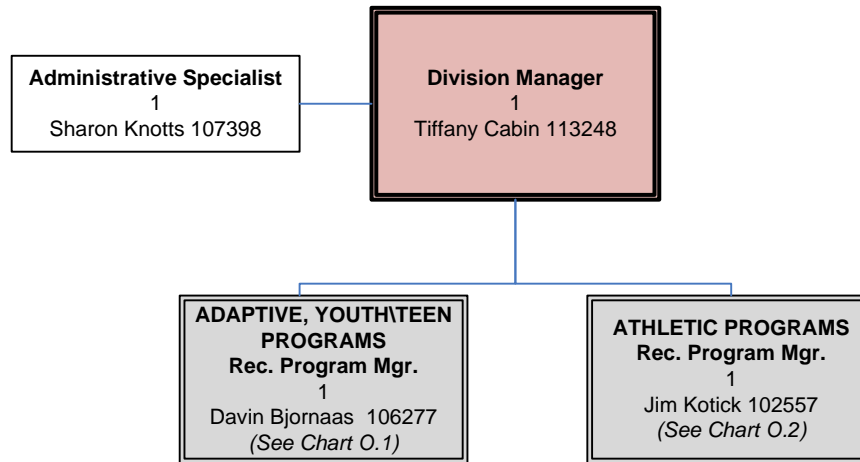 Administrative Specialist
1
Sharon Knotts 107398
Division Manager
1
Tiffany Cabin 113248
ADAPTIVE, YOUTH\TEEN
PROGRAMS
Rec. Program Mgr.
1
Davin Bjornaas  106277
(See Chart O.1)
ATHLETIC PROGRAMS
Rec. Program Mgr.
1
Jim Kotick 102557
(See Chart O.2)